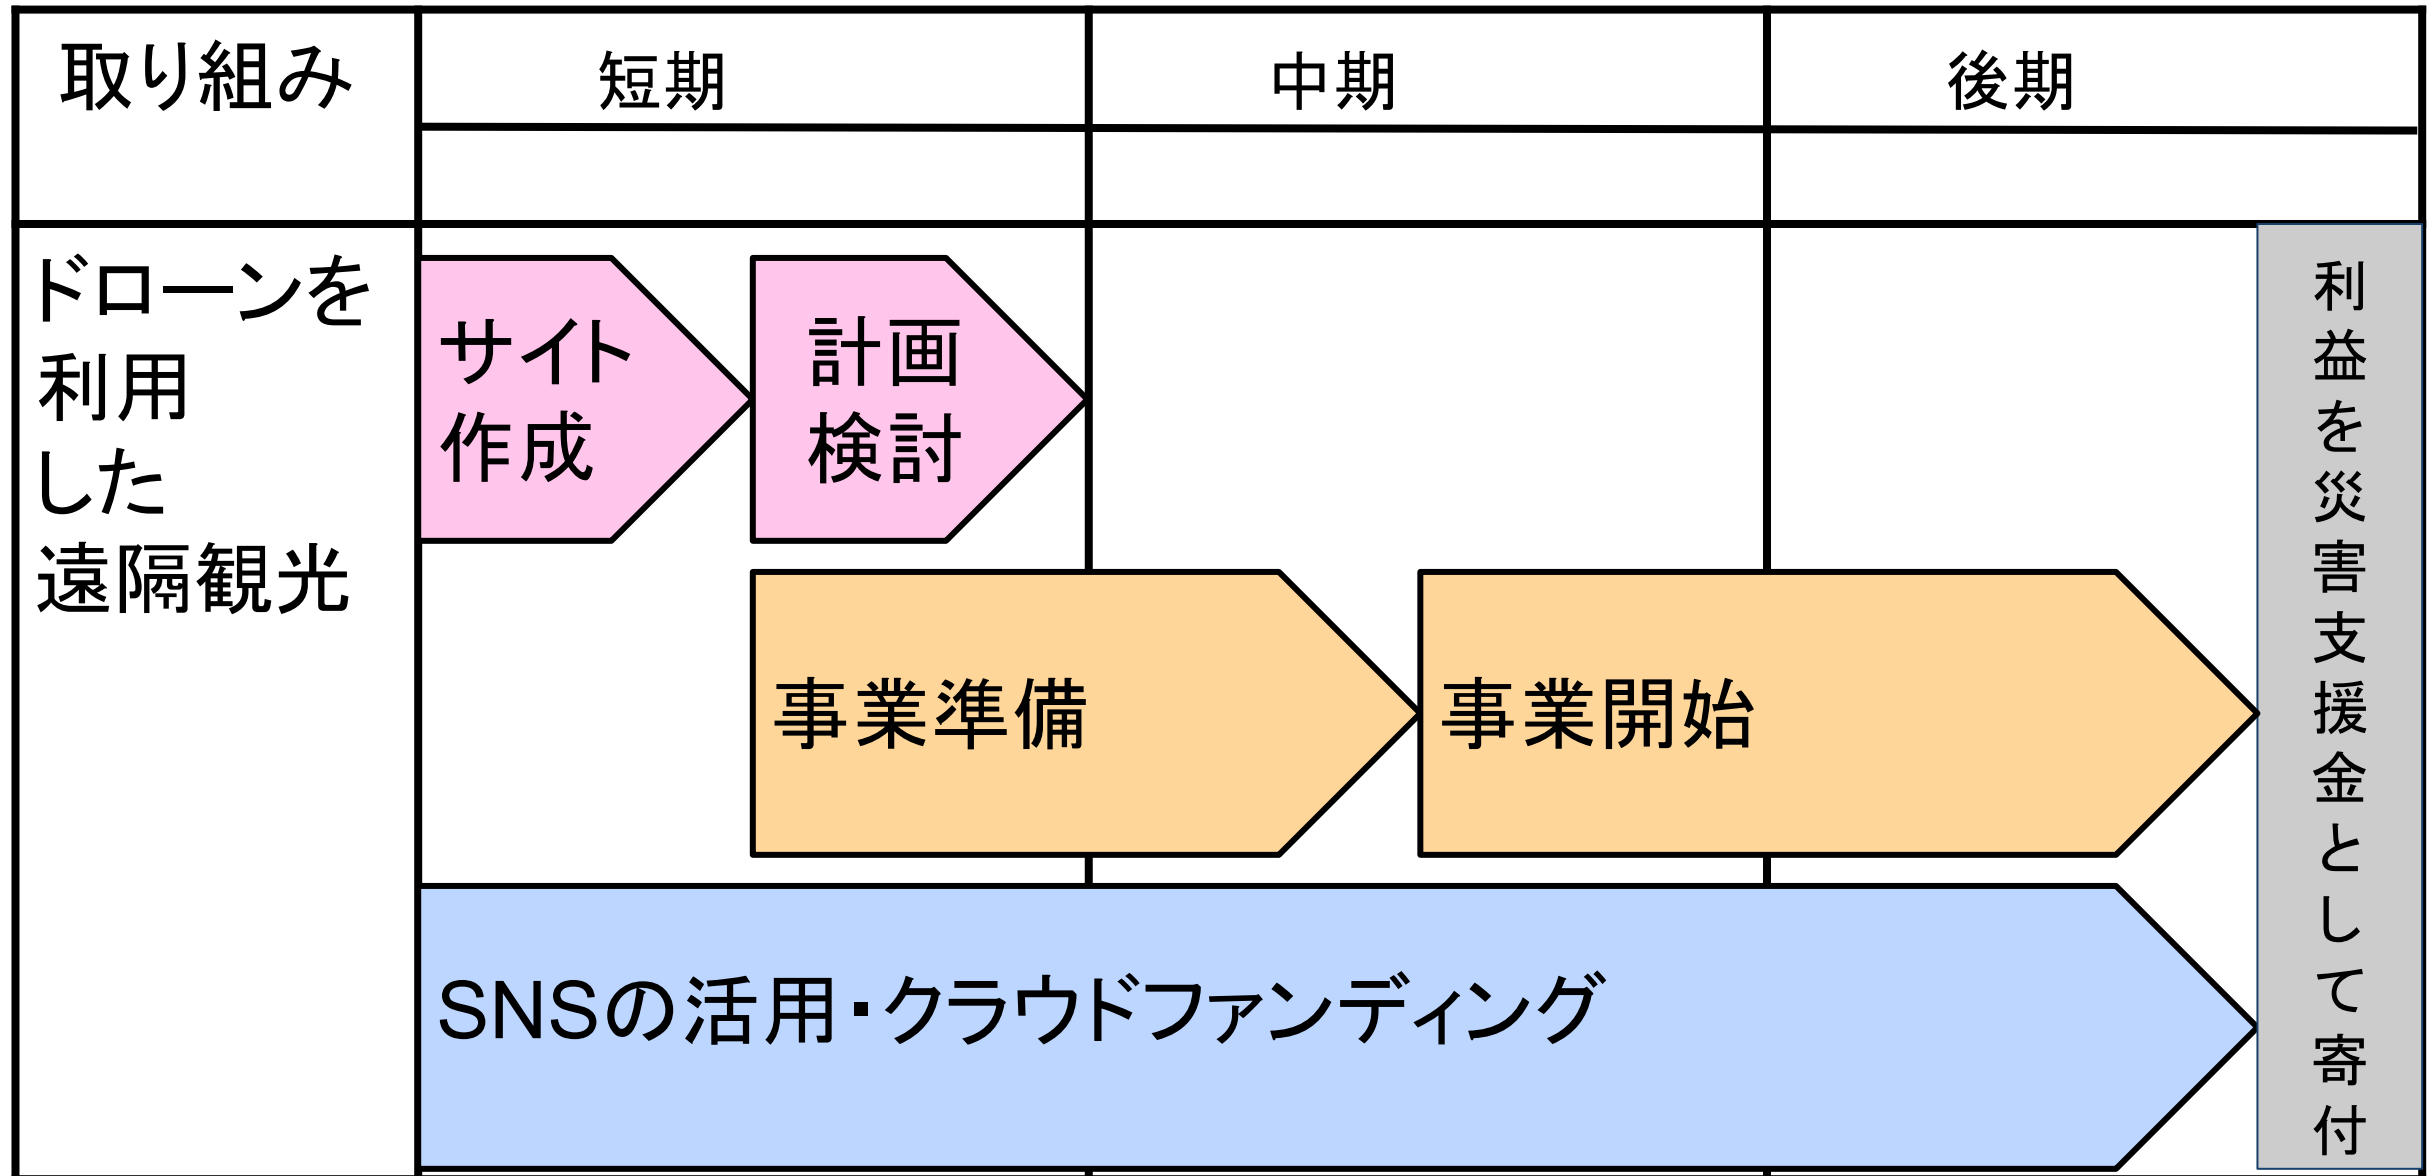 取り組み
短期
中期
後期
ドローンを
利用
した
遠隔観光
サイト
作成
計画
検討
事業準備
事業開始
SNSの活用・クラウドファンディング
利益を災害支援金として寄付